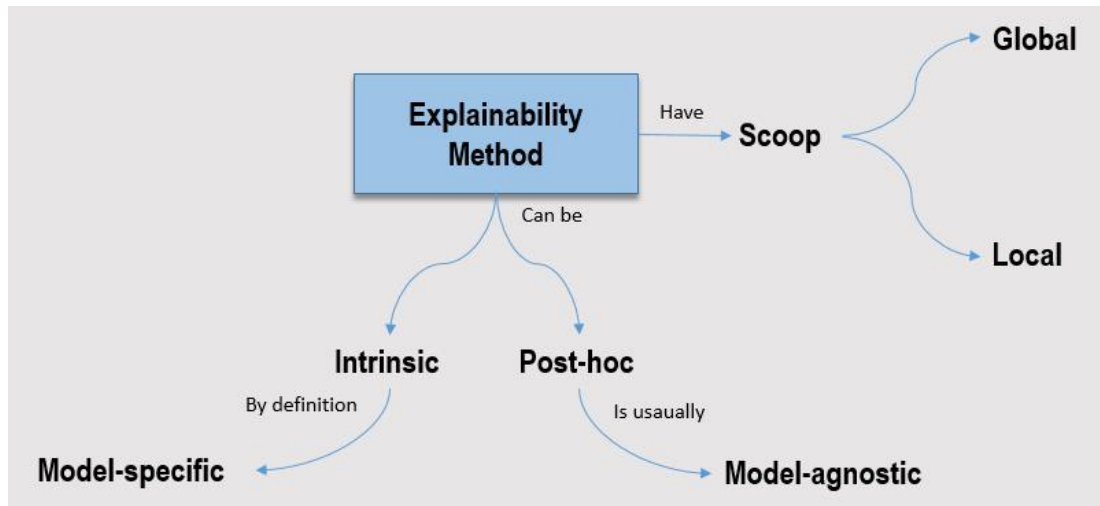 Global
Explainability
Method
Have
Scoop
Can be
Local
Intrinsic
Post-hoc
By definition
Is usaually
Model-specific
Model-agnostic